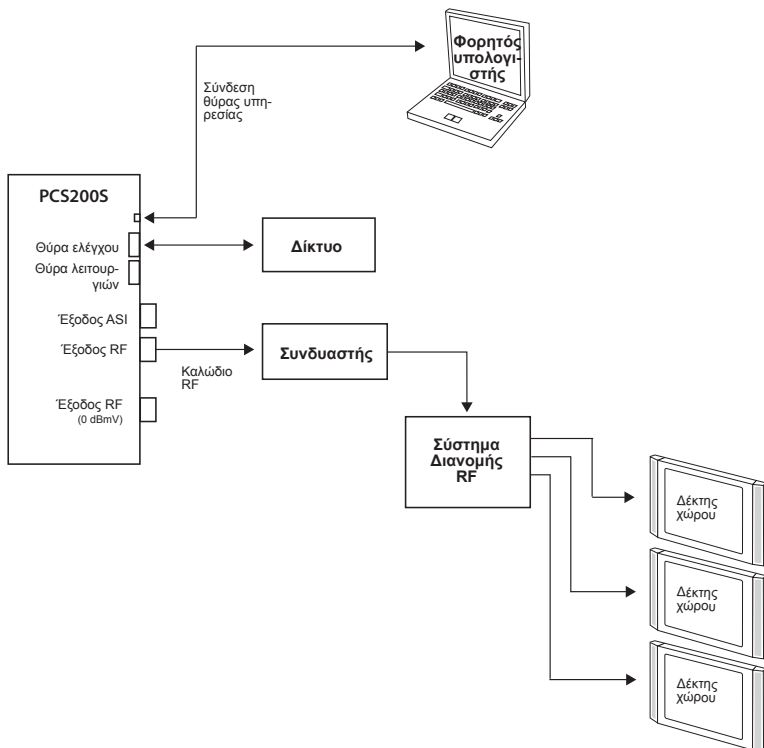 Φορητός
υπολογι-
στής
Σύνδεση
θύρας υπη-
ρεσίας
PCS200S
Θύρα ελέγχου
Θύρα λειτουρ-
γιών
Έξοδος ASI
Έξοδος RF
Έξοδος RF
(0 dBmV)
Δίκτυο
Καλώδιο
RF
Συνδυαστής
Σύστημα
Διανομής
RF
Δέκτης
χώρου
Δέκτης
χώρου
Δέκτης
χώρου